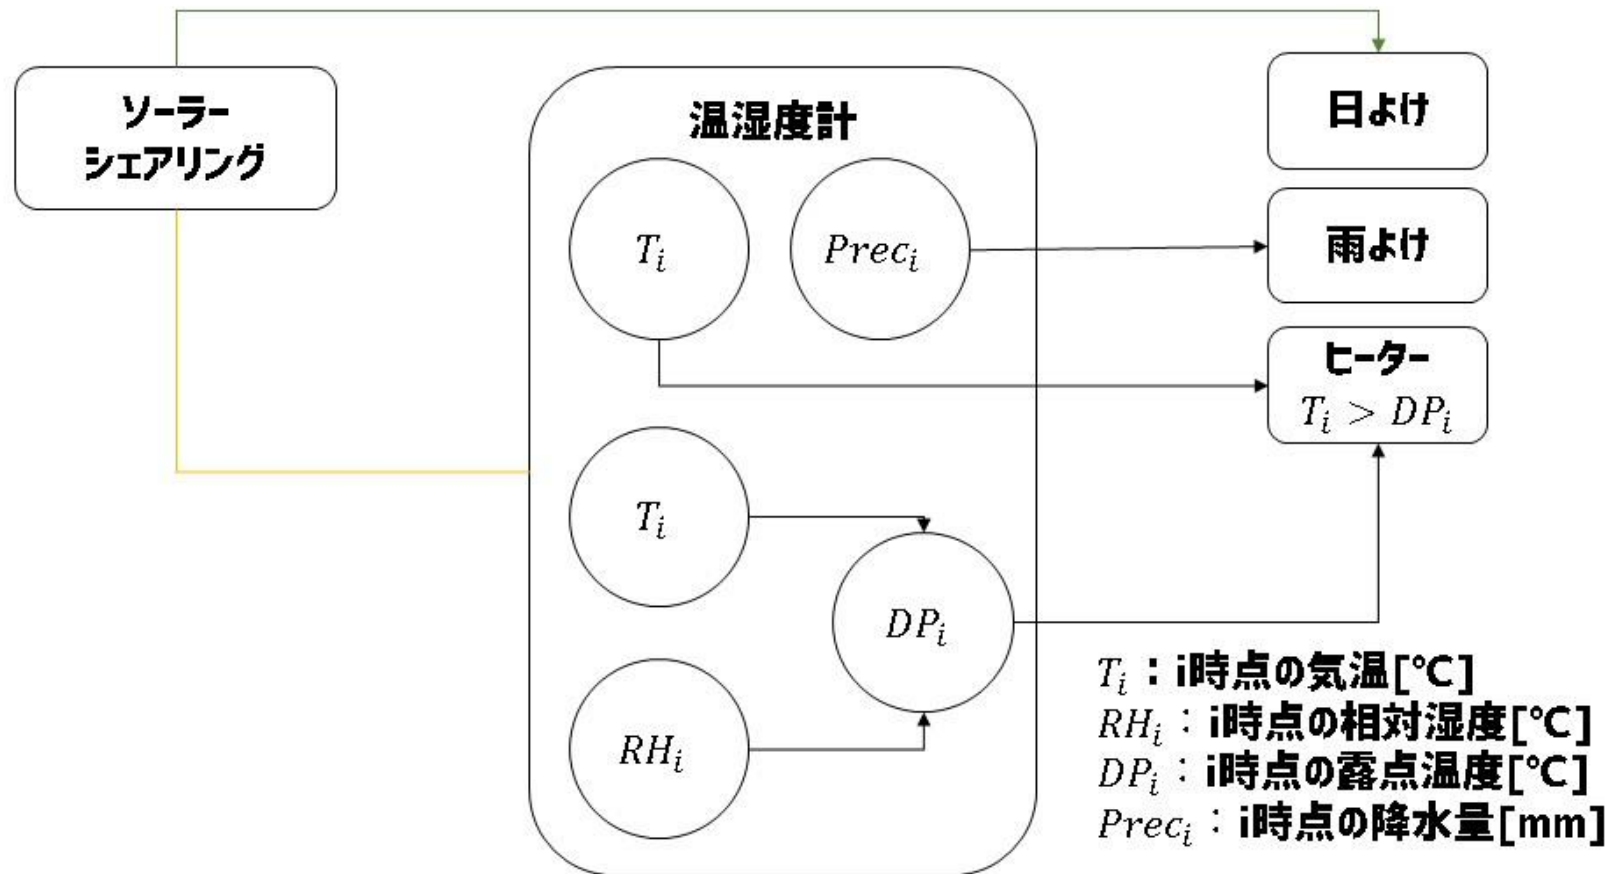 ソーラー
シェアリング
温湿度計
T_i
Prec_i
日よけ
雨よけ
ヒーター
T_i > DP_i
T_i
DP_i
RH_i
T_i：i時点の気温[℃]
RH_i：i時点の相対湿度[℃]
DP_i：i時点の露点温度[℃]
Prec_i：i時点の降水量[mm]